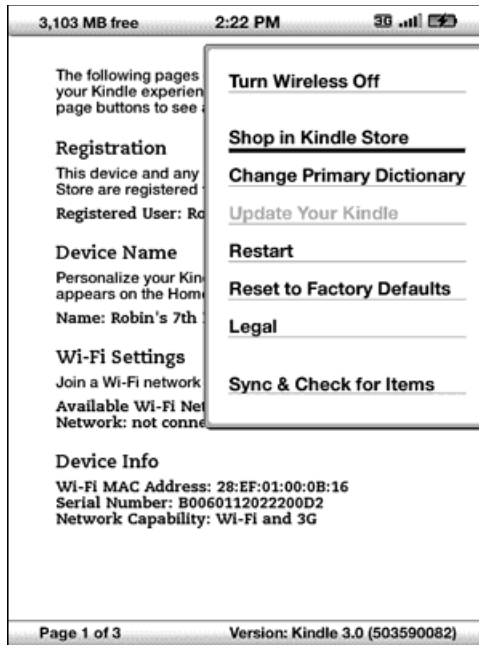 3,103 MB free 2:22 PM 3G
The following pages
your Kindle experien
page buttons to see
Registration
This device and any
Store are registered
Registered User: Ro
Device Name
Personalize your Kin
appears on the Hom
Name: Robin's 7th
Wi-Fi Settings
Join a Wi-Fi network
Available Wi-Fi Net
Network: not conne
Device Info
Wi-Fi MAC Address: 28:EF:01:00:0B:16
Serial Number: B0060112022200D2
Network Capability: Wi-Fi and 3G
Turn Wireless Off
Shop in Kindle Store
Change Primary Dictionary
Update Your Kindle
Restart
Reset to Factory Defaults
Legal
Sync & Check for Items
Page 1 of 3 Version: Kindle 3.0 (503590082)